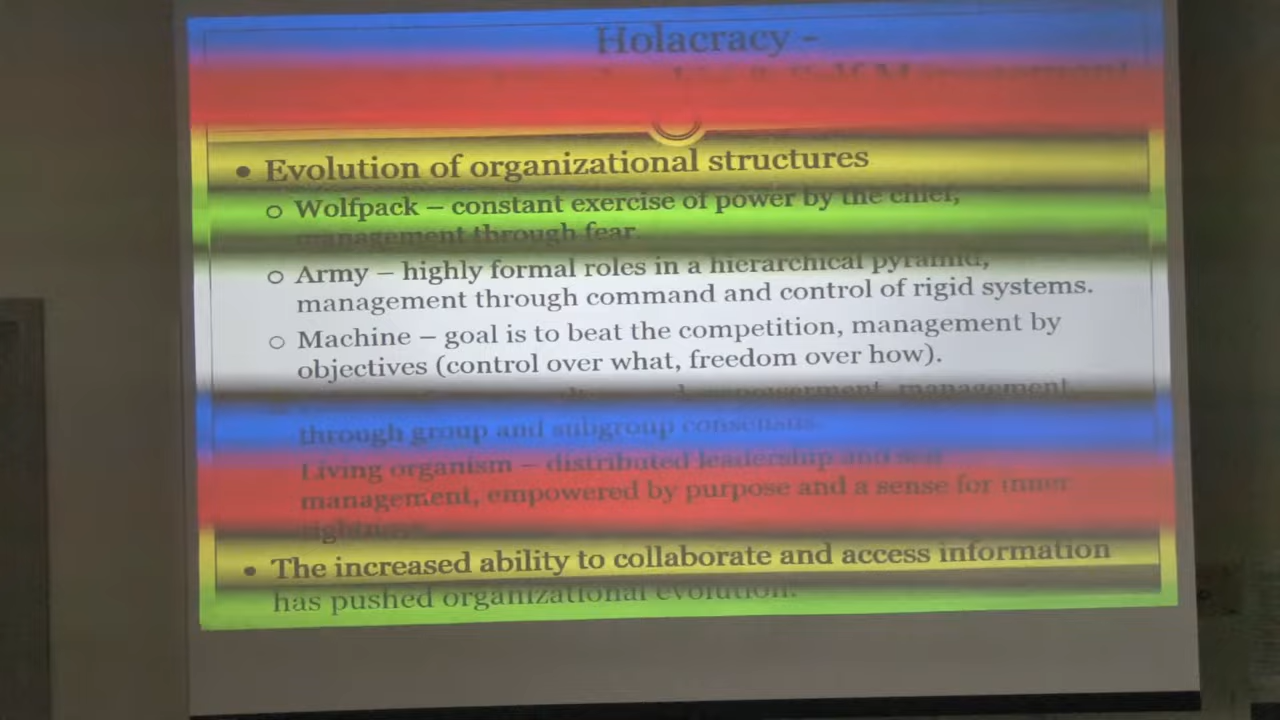 Holacracy -
• Evolution of organizational structures
o Wolfpack – constant exercise of power by the chief,
management through fear.
o Army – highly formal roles in a hierarchical pyramid,
management through command and control of rigid systems.
o Machine – goal is to beat the competition, management by
objectives (control over what, freedom over how).
empowerment, management
through group and subgroup consensus.
Living organism – distributed leadership and self
management, empowered by purpose and a sense for inner
rightness.
• The increased ability to collaborate and access information
has pushed organizational evolution.